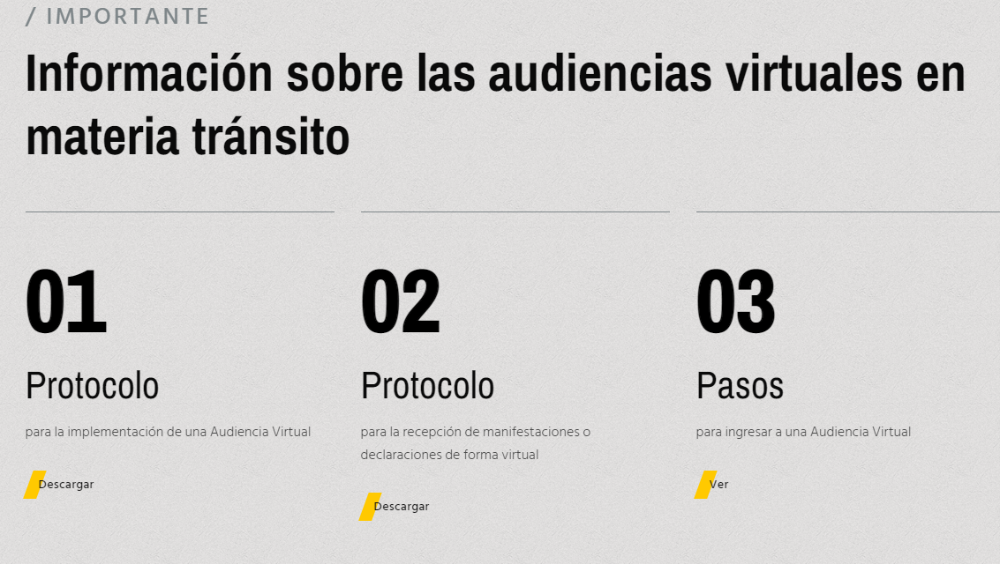 / IMPORTANTE
Información sobre las audiencias virtuales en
materia tránsito
01
Protocolo
para la implementación de una Audiencia Virtual
Descargar
02
Protocolo
para la recepción de manifestaciones o
declaraciones de forma virtual
Descargar
03
Pasos
para ingresar a una Audiencia Virtual
Ver